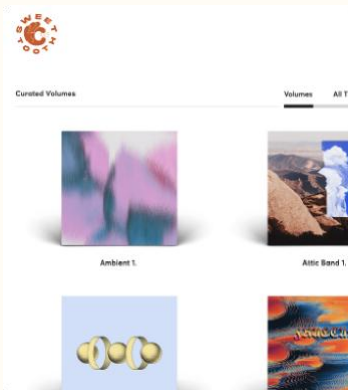 SWEET TOOTH
Curated Volumes
Volumes All T
Ambient 1.
Attic Band 1.